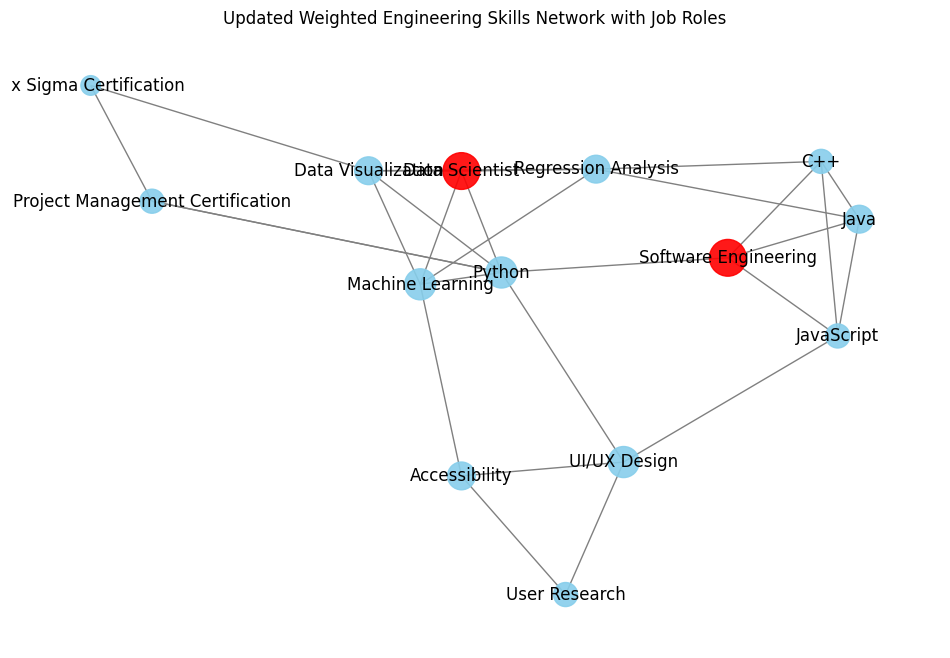 Updated Weighted Engineering Skills Network with Job Roles
x Sigma Certification
C++
Data Visualization
Data Scientist
Regression Analysis
Project Management Certification
Java
Software Engineering
Python
Machine Learning
JavaScript
UI/UX Design
Accessibility
User Research